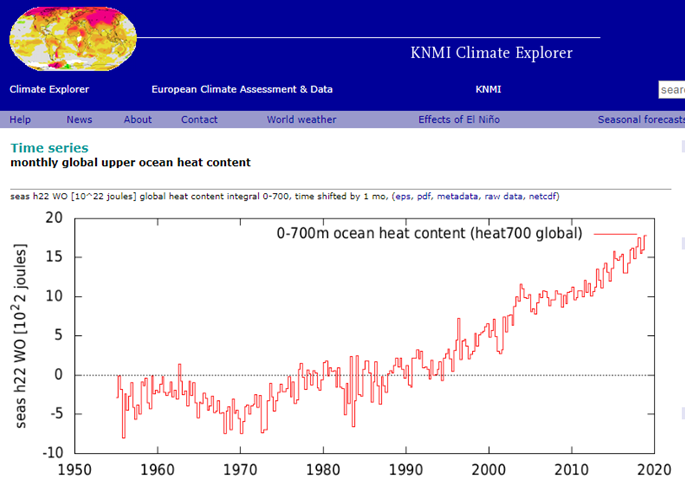 KNMI Climate Explorer
Climate Explorer European Climate Assessment & Data KNMI sear
Help News About Contact World weather Effects of El Niño Seasonal forecasts
Time series
monthly global upper ocean heat content
seas h22 WO [10^22 joules] global heat content integral 0-700, time shifted by 1 mo, (eps, pdf, metadata, raw data, netcdf)
0-700m ocean heat content (heat700 global)
seas h22 WO [10^22 joules]
20
15
10
5
0
-5
-10
1950 1960 1970 1980 1990 2000 2010 2020